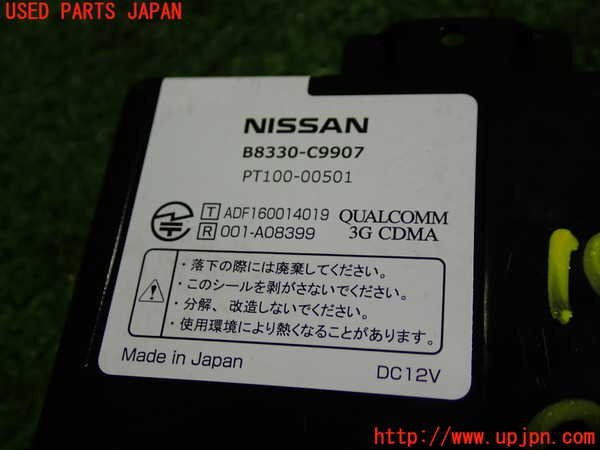 USED PARTS JAPAN
NISSAN
B8330-C9907
PT100-00501
T ADF160014019
R 001-A08399
QUALCOMM
3G CDMA
・落下の際には廃棄してください。
・このシールを剥がさないでください。
・分解、改造しないでください。
・使用環境により熱くなることがあります。
Made in Japan
DC12V
http://www.upjpn.com/